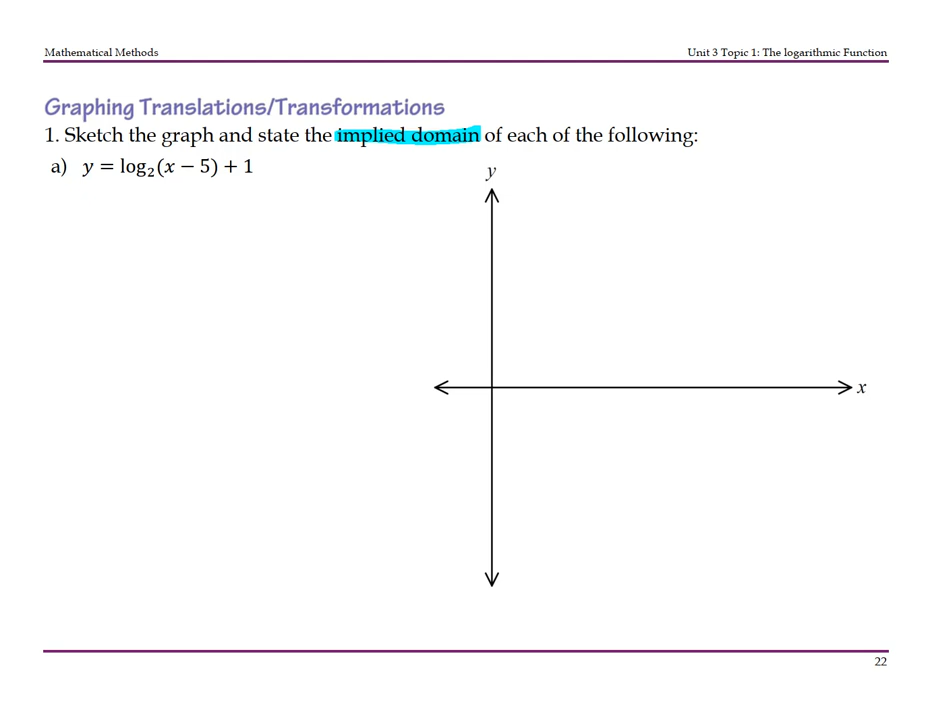 Mathematical Methods
Unit 3 Topic 1: The logarithmic Function
Graphing Translations/Transformations
1. Sketch the graph and state the implied domain of each of the following:
a) y = log₂(x − 5) + 1
y
x
22